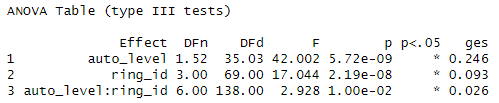 ANOVA Table (type III tests)
Effect DFn DFd F p p<.05 ges
1 auto_level 1.52 35.03 42.002 5.72e-09 * 0.246
2 ring_id 3.00 69.00 17.044 2.19e-08 * 0.093
3 auto_level:ring_id 6.00 138.00 2.928 1.00e-02 * 0.026